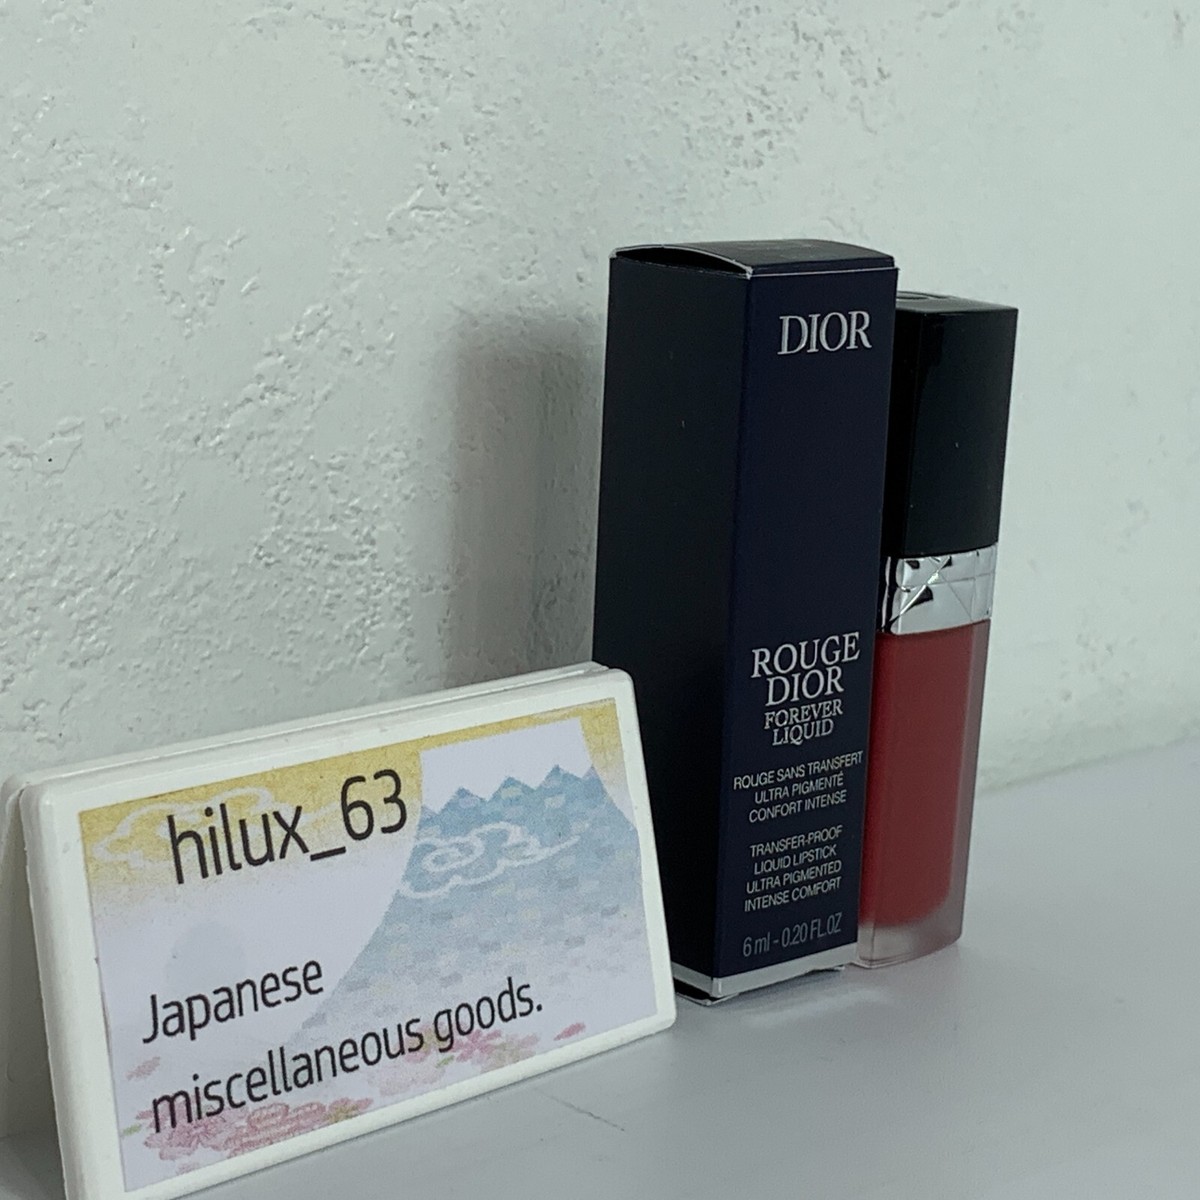 DIOR
ROUGE
DIOR
FOREVER
LIQUID
ROUGE SANS TRANSFERT
ULTRA PIGMENTÉ
CONFORT INTENSE
TRANSFER-PROOF
LIQUID LIPSTICK
ULTRA PIGMENTED
INTENSE COMFORT
6 ml - 0.20 FL.OZ
hilux_63
Japanese
miscellaneous goods.